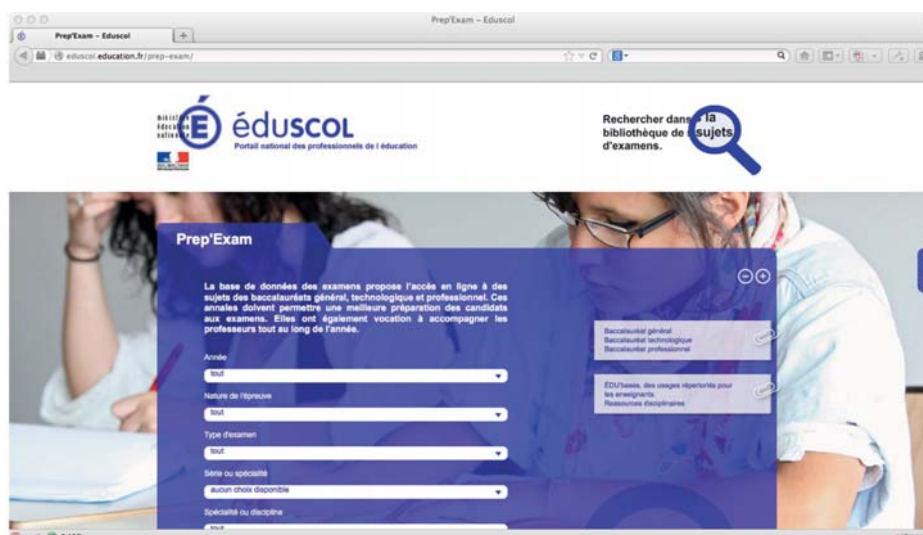 Prep'Exam – Eduscol
Prep'Exam – Eduscol
eduscol.education.fr/prep-exam/
éduscol
Portail national des professionnels de l éducation
Rechercher dans la
bibliothèque de sujets
d'examens.
Prep'Exam
La base de données des examens propose l'accès en ligne à des
sujets des baccalauréats général, technologique et professionnel. Ces
annales doivent permettre une meilleure préparation des candidats
aux examens. Elles ont également vocation à accompagner les
professeurs tout au long de l'année.
Année
tout
Nature de l'épreuve
tout
Type d'examen
tout
Série ou spécialité
aucun choix disponible
Spécialité ou discipline
tout
Baccalauréat général
Baccalauréat technologique
Baccalauréat professionnel
ÉDU'bases, des usages répertoriés pour
les enseignants.
Ressources disciplinaires